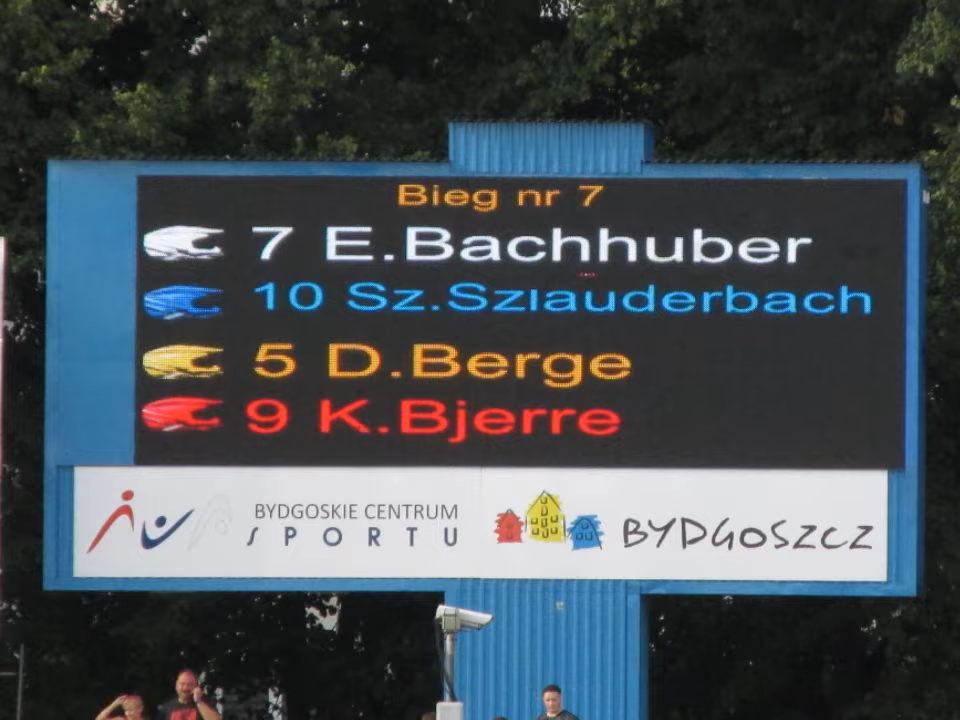 Bieg nr 7
7 E.Bachhuber
10 Sz.Szlauderbach
5 D.Berge
9 K.Bjerre
BYDGOSKIE CENTRUM
SPORTU
BYDGOSZCZ